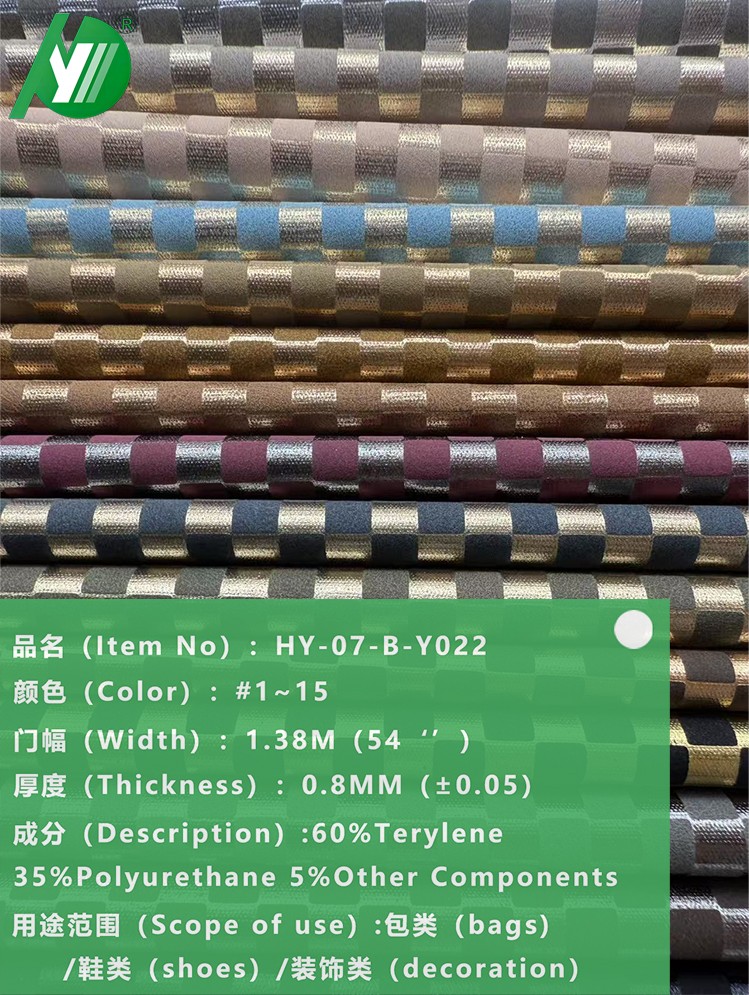 HY ®
品名（Item No）: HY-07-B-Y022
颜色（Color）: #1~15
门幅（Width）: 1.38M（54‘’）
厚度（Thickness）: 0.8MM（±0.05）
成分（Description）:60%Terylene
35%Polyurethane 5%Other Components
用途范围（Scope of use）:包类（bags）
/鞋类（shoes）/装饰类（decoration）